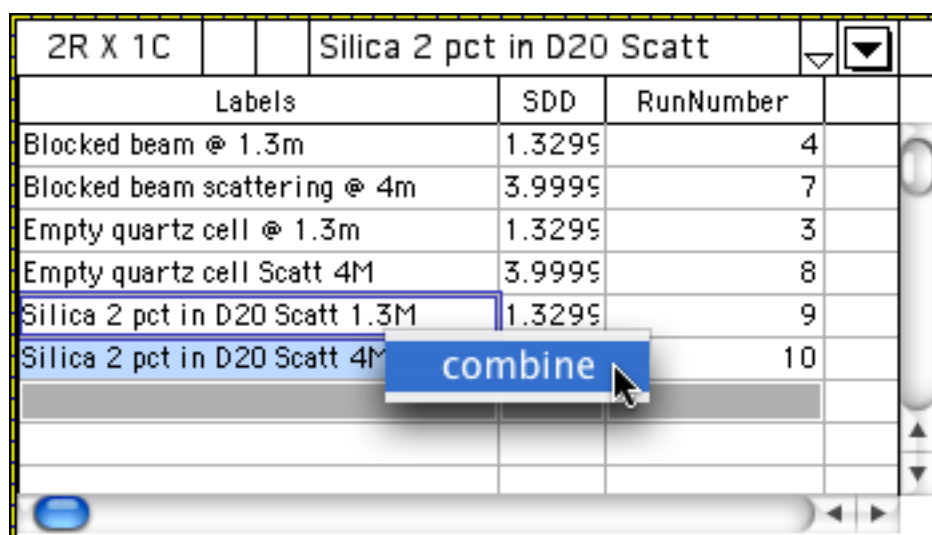 2R X 1C Silica 2 pct in D20 Scatt
Labels SDD RunNumber
Blocked beam @ 1.3m 1.3299 4
Blocked beam scattering @ 4m 3.9999 7
Empty quartz cell @ 1.3m 1.3299 3
Empty quartz cell Scatt 4M 3.9999 8
Silica 2 pct in D20 Scatt 1.3M 1.3299 9
Silica 2 pct in D20 Scatt 4M 10
combine